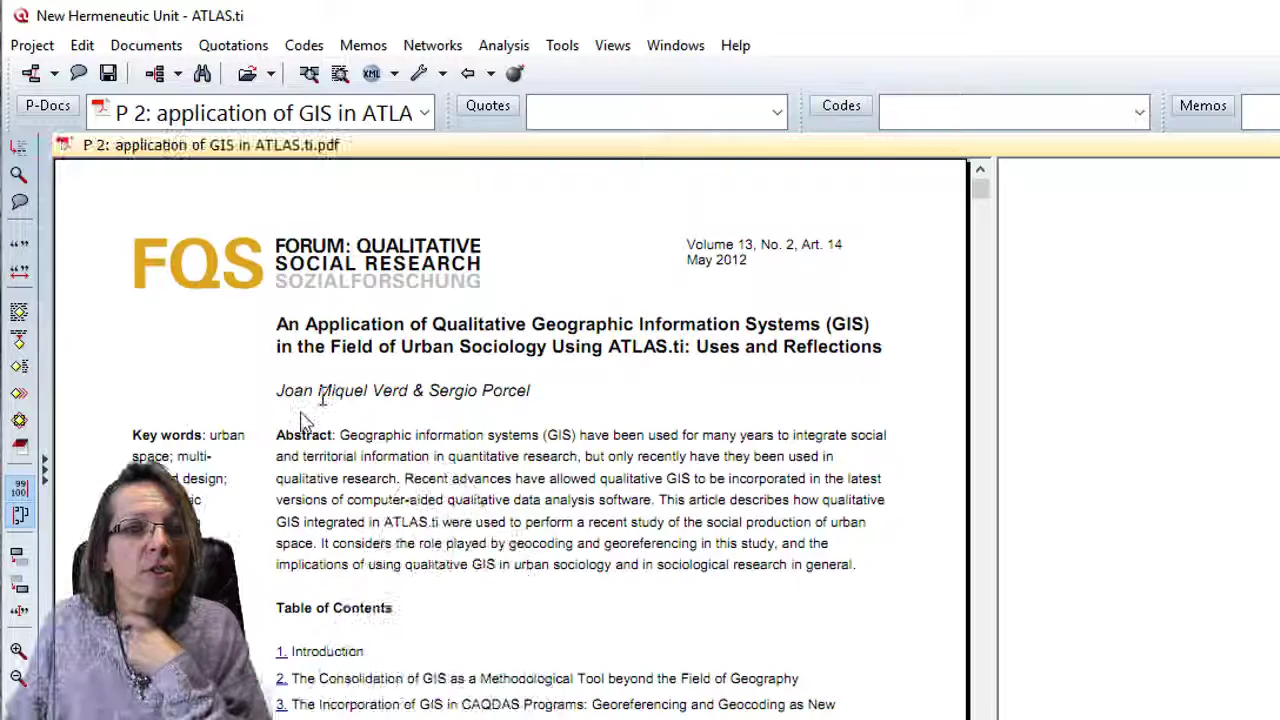 New Hermeneutic Unit - ATLAS.ti
Project Edit Documents Quotations Codes Memos Networks Analysis Tools Views Windows Help
XML
P-Docs P 2: application of GIS in ATLA Quotes Codes Memos
P 2: application of GIS in ATLAS.ti.pdf
FQS FORUM: QUALITATIVE
SOCIAL RESEARCH
SOZIALFORSCHUNG
Volume 13, No. 2, Art. 14
May 2012
An Application of Qualitative Geographic Information Systems (GIS)
in the Field of Urban Sociology Using ATLAS.ti: Uses and Reflections
Joan Miquel Verd & Sergio Porcel
Key words: urban
space; multi-
design;
Abstract: Geographic information systems (GIS) have been used for many years to integrate social
and territorial information in quantitative research, but only recently have they been used in
qualitative research. Recent advances have allowed qualitative GIS to be incorporated in the latest
versions of computer-aided qualitative data analysis software. This article describes how qualitative
GIS integrated in ATLAS.ti were used to perform a recent study of the social production of urban
space. It considers the role played by geocoding and georeferencing in this study, and the
implications of using qualitative GIS in urban sociology and in sociological research in general.
Table of Contents
1. Introduction
2. The Consolidation of GIS as a Methodological Tool beyond the Field of Geography
3. The Incorporation of GIS in CAQDAS Programs: Georeferencing and Geocoding as New
99
100